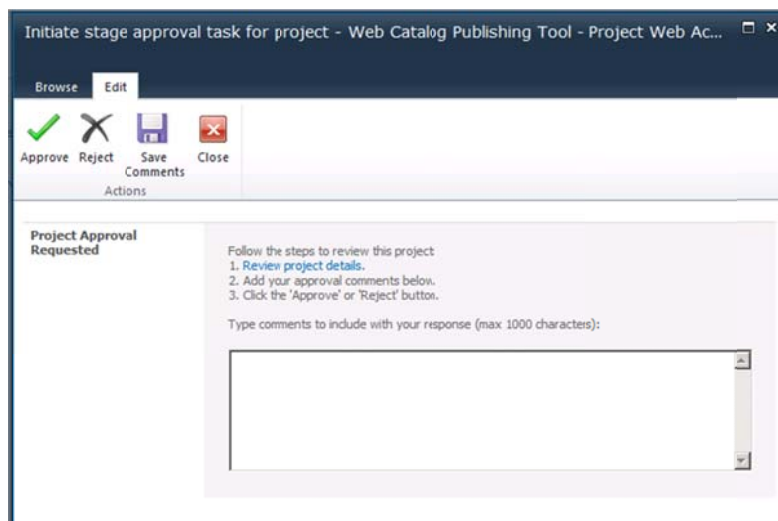 Initiate stage approval task for project - Web Catalog Publishing Tool - Project Web Ac...
Browse Edit
Approve Reject Save Comments Close
Actions
Project Approval Requested
Follow the steps to review this project
1. Review project details.
2. Add your approval comments below.
3. Click the 'Approve' or 'Reject' button.
Type comments to include with your response (max 1000 characters):